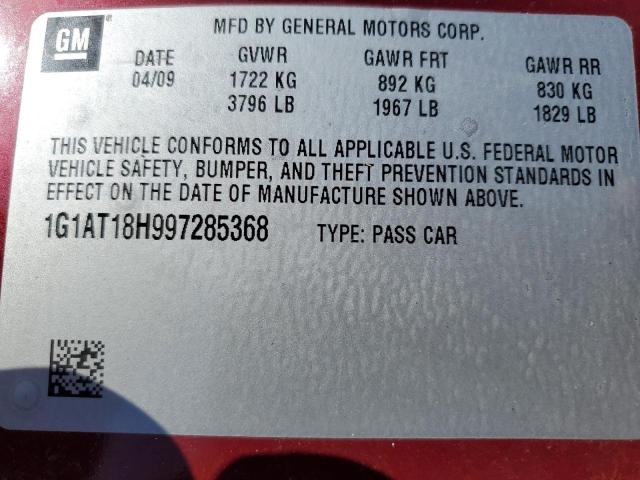 GM
MFD BY GENERAL MOTORS CORP.
DATE GVWR GAWR FRT GAWR RR
04/09 1722 KG 892 KG 830 KG
3796 LB 1967 LB 1829 LB
THIS VEHICLE CONFORMS TO ALL APPLICABLE U.S. FEDERAL MOTOR
VEHICLE SAFETY, BUMPER, AND THEFT PREVENTION STANDARDS IN
EFFECT ON THE DATE OF MANUFACTURE SHOWN ABOVE.
1G1AT18H997285368 TYPE: PASS CAR